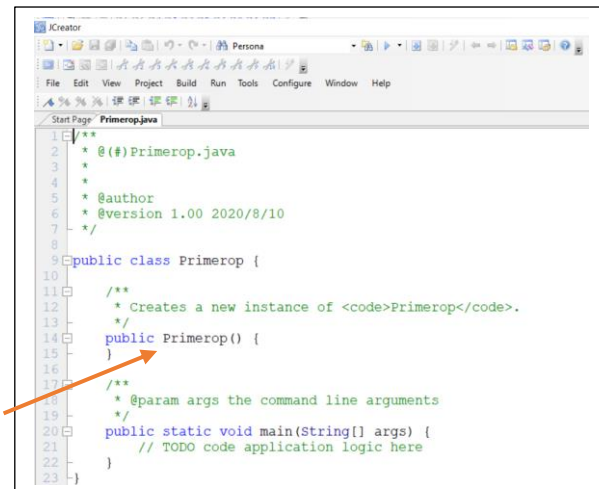 JCreator
Persona
File Edit View Project Build Run Tools Configure Window Help
Start Page Primerop.java
1 /**
2 * @(#)Primerop.java
3 *
4 *
5 * @author
6 * @version 1.00 2020/8/10
7 */
8
9 public class Primerop {
10
11 /**
12 * Creates a new instance of <code>Primerop</code>.
13 */
14 public Primerop() {
15 }
16
17 /**
18 * @param args the command line arguments
19 */
20 public static void main(String[] args) {
21 // TODO code application logic here
22 }
23 }